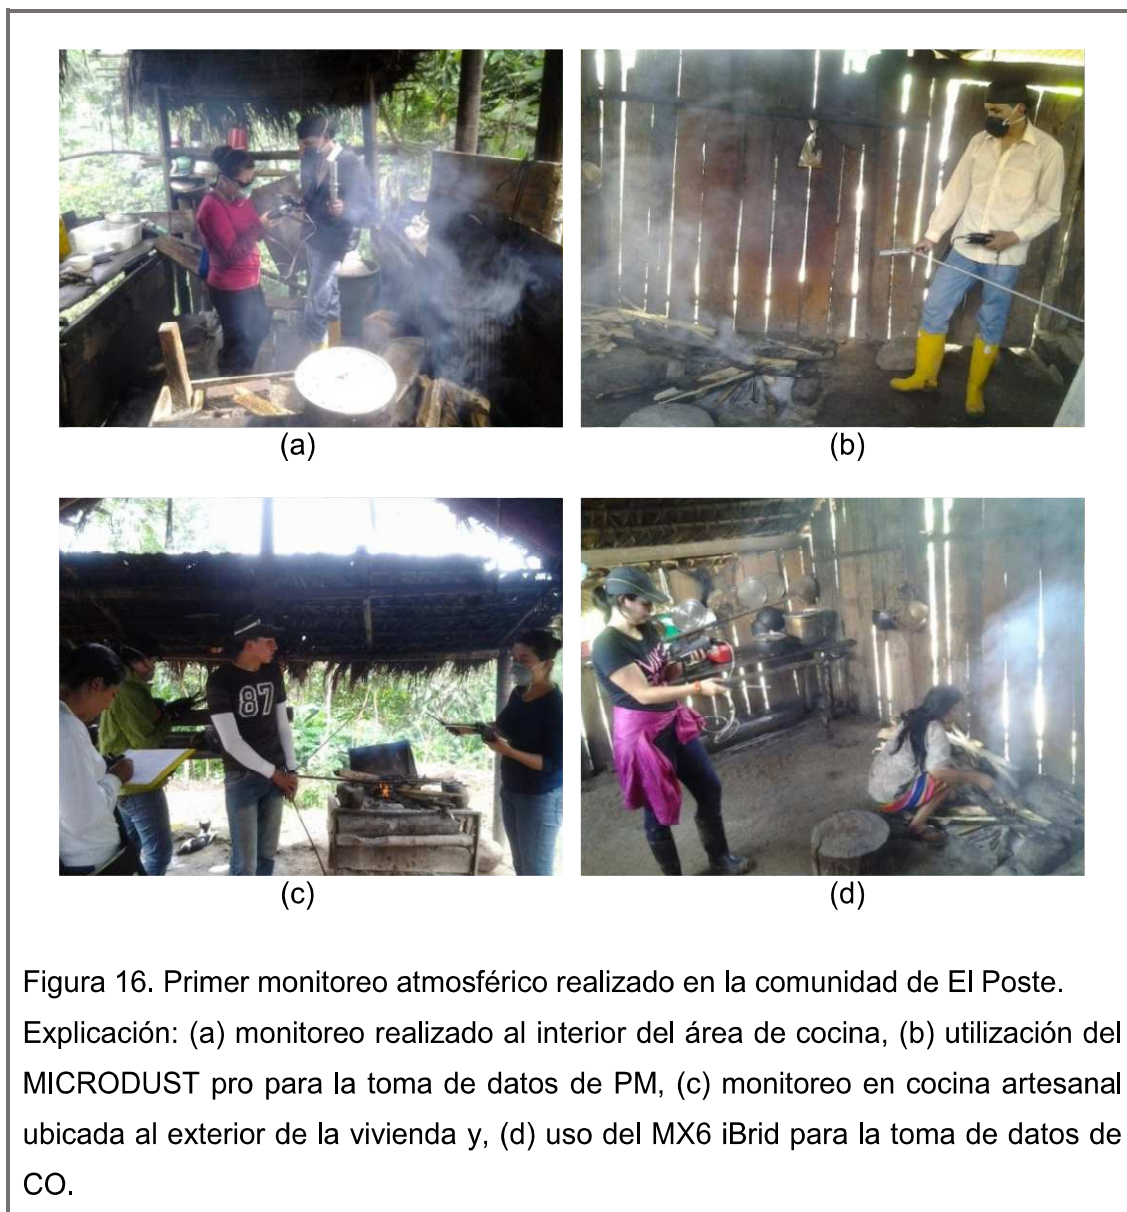 (a)
(b)
87
(c)
(d)
Figura 16. Primer monitoreo atmosférico realizado en la comunidad de El Poste.
Explicación: (a) monitoreo realizado al interior del área de cocina, (b) utilización del
MICRODUST pro para la toma de datos de PM, (c) monitoreo en cocina artesanal
ubicada al exterior de la vivienda y, (d) uso del MX6 iBrid para la toma de datos de
CO.